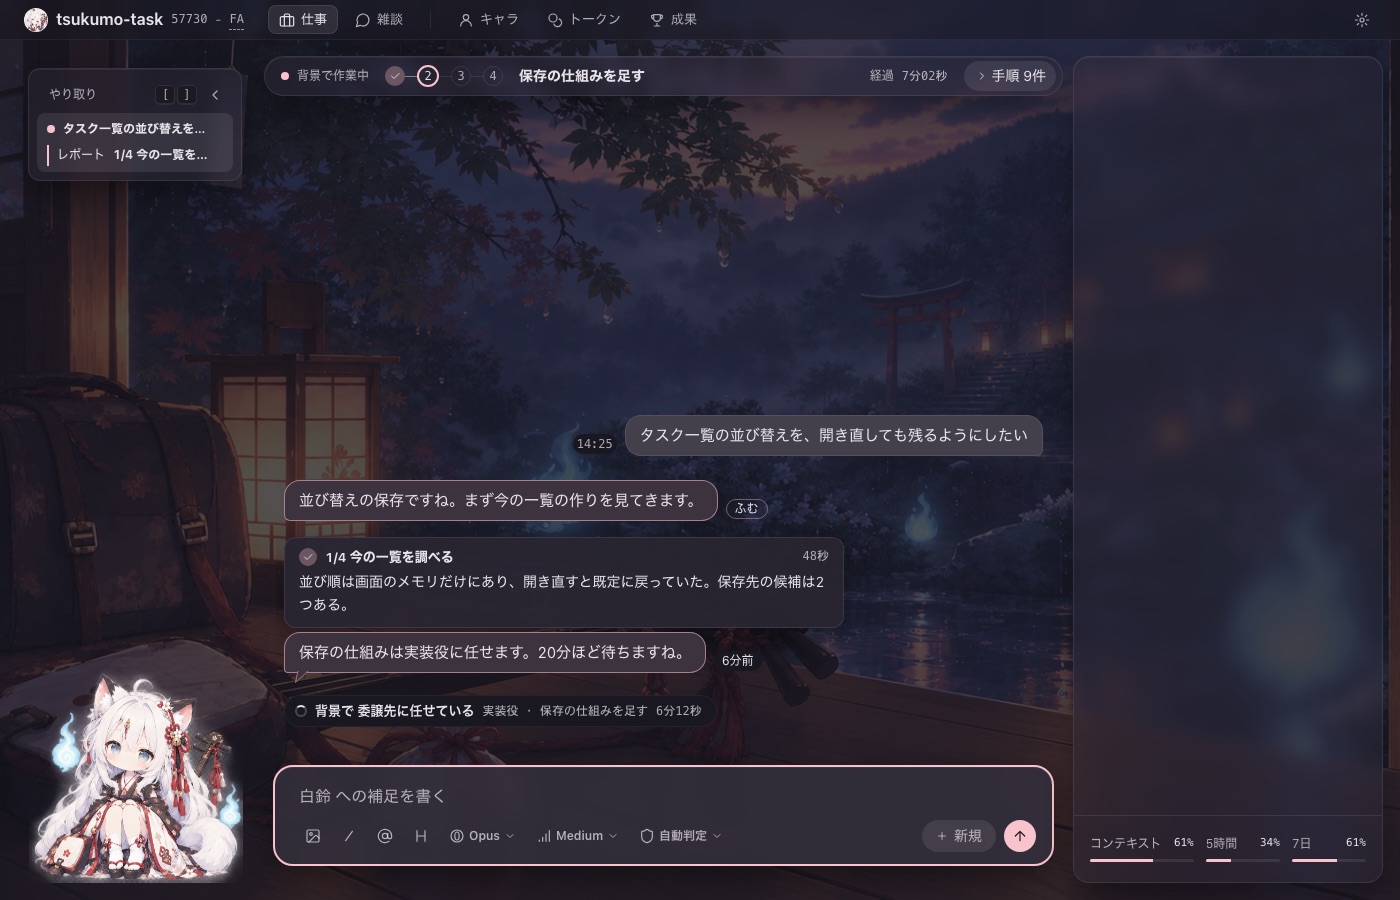 tsukumo-task 57730 - FA 仕事 雑談 キャラ トークン 成果
背景で作業中 2 3 4 保存の仕組みを足す 経過 7分02秒 手順 9件
やり取り [ ]
タスク一覧の並び替えを...
レポート 1/4 今の一覧を...
14:25 タスク一覧の並び替えを、開き直しても残るようにしたい
並び替えの保存ですね。まず今の一覧の作りを見てきます。 ふむ
1/4 今の一覧を調べる 48秒
並び順は画面のメモリだけにあり、開き直すと既定に戻っていた。保存先の候補は2
つある。
保存の仕組みは実装役に任せます。20分ほど待ちますね。 6分前
背景で 委譲先に任せている 実装役 · 保存の仕組みを足す 6分12秒
白鈴 への補足を書く
/ @ H Opus Medium 自動判定 + 新規
コンテキスト 61% 5時間 34% 7日 61%